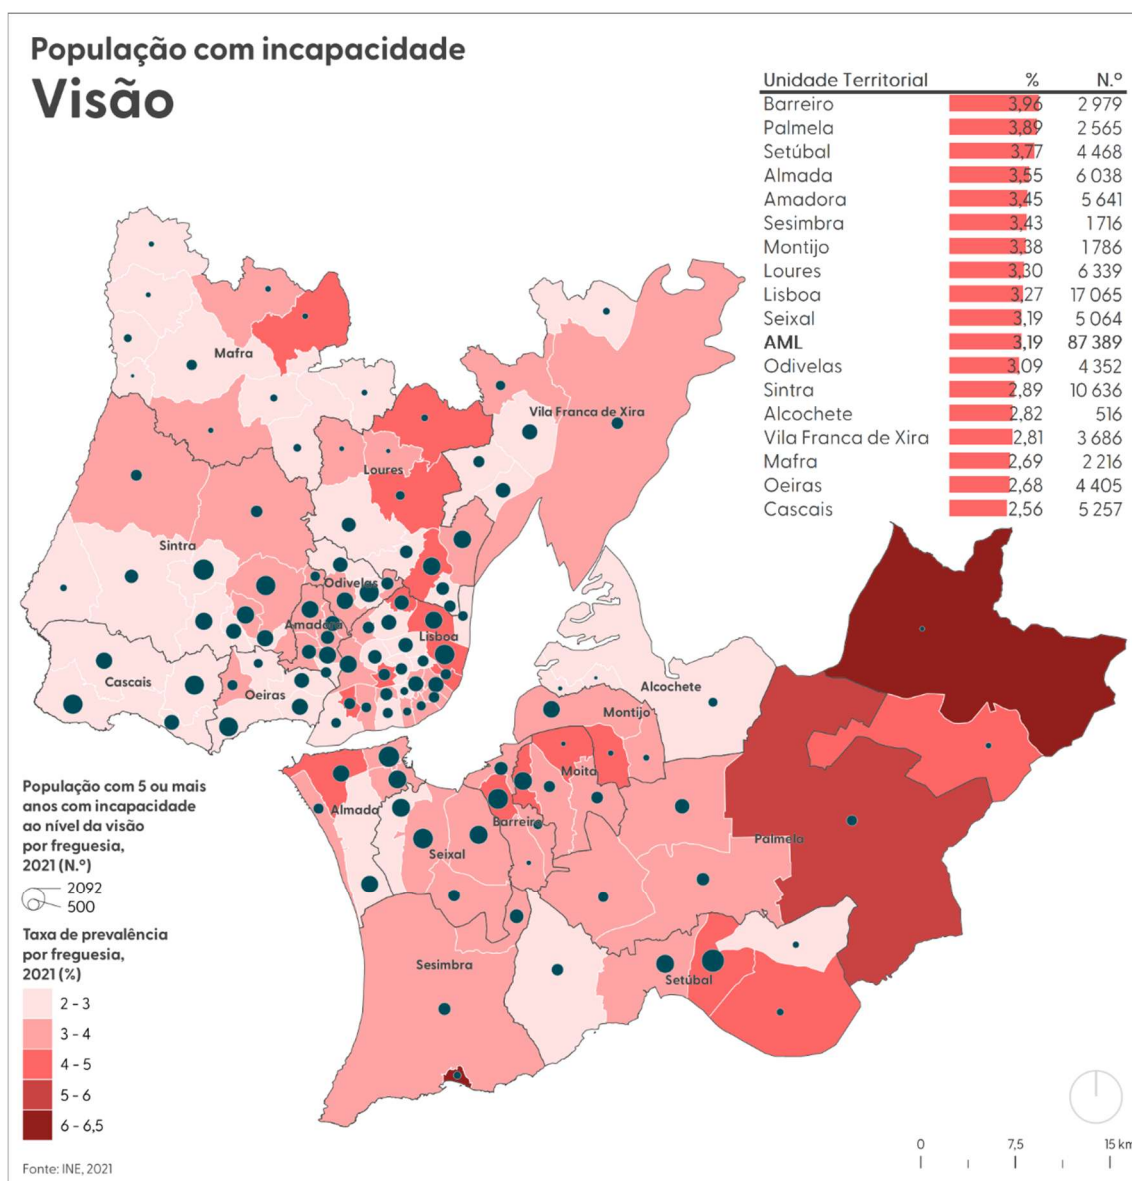 População com incapacidade
Visão
Unidade Territorial % N.º
Barreiro 3,96 2 979
Palmela 3,89 2 565
Setúbal 3,77 4 468
Almada 3,55 6 038
Amadora 3,45 5 641
Sesimbra 3,43 1 716
Montijo 3,38 1 786
Loures 3,30 6 339
Lisboa 3,27 17 065
Seixal 3,19 5 064
AML 3,19 87 389
Odivelas 3,09 4 352
Sintra 2,89 10 636
Alcochete 2,82 516
Vila Franca de Xira 2,81 3 686
Mafra 2,69 2 216
Oeiras 2,68 4 405
Cascais 2,56 5 257
Mafra
Vila Franca de Xira
Loures
Sintra
Odivelas
Amadora
Lisboa
Cascais
Oeiras
Alcochete
Montijo
Moita
Almada
Barreiro
Palmela
Seixal
Sesimbra
Setúbal
População com 5 ou mais
anos com incapacidade
ao nível da visão
por freguesia,
2021 (N.º)
2092
500
Taxa de prevalência
por freguesia,
2021 (%)
2 - 3
3 - 4
4 - 5
5 - 6
6 - 6,5
Fonte: INE, 2021
0 7,5 15 km